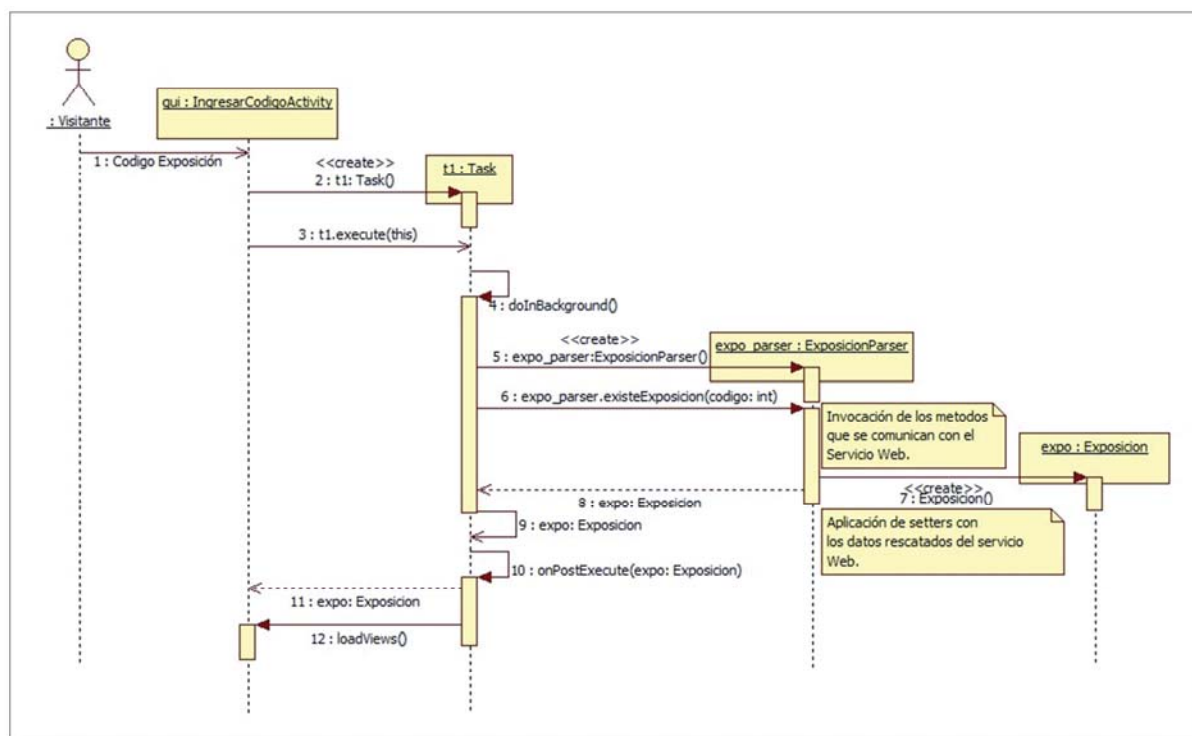 : Visitante
gui : IngresarCodigoActivity
1 : Codigo Exposición
<<create>>
2 : t1: Task()
t1 : Task
3 : t1.execute(this)
4 : doInBackground()
<<create>>
5 : expo_parser:ExposicionParser()
expo_parser : ExposicionParser
6 : expo_parser.existeExposicion(codigo: int)
Invocación de los metodos
que se comunican con el
Servicio Web.
expo : Exposicion
<<create>>
7 : Exposicion()
8 : expo: Exposicion
9 : expo: Exposicion
Aplicación de setters con
los datos rescatados del servicio
Web.
10 : onPostExecute(expo: Exposicion)
11 : expo: Exposicion
12 : loadViews()